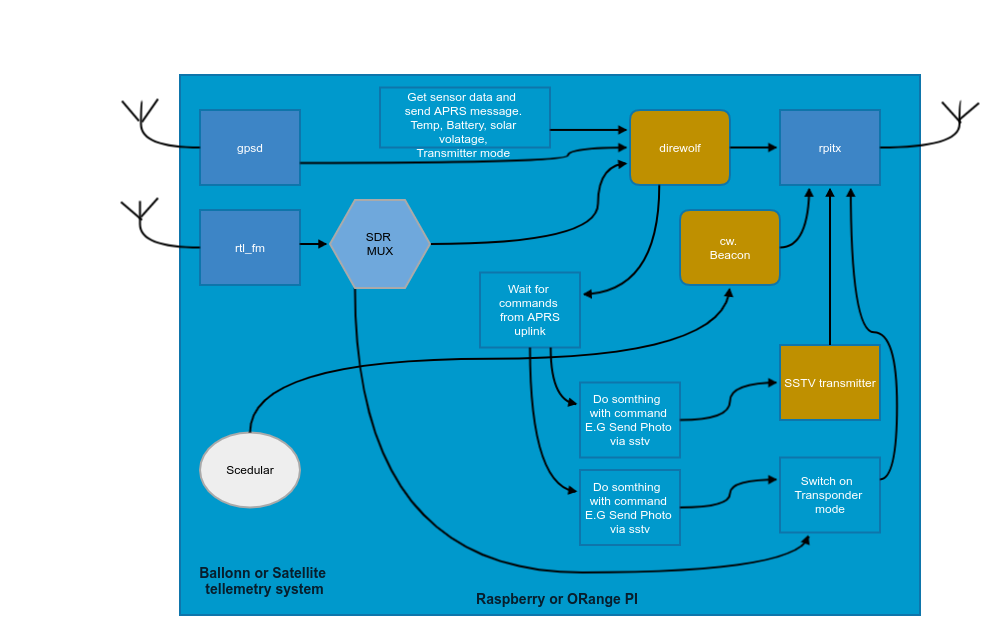 Get sensor data and
send APRS message.
Temp, Battery, solar
volatage,
Transmitter mode
gpsd
direwolf
rpitx
rtl_fm
SDR
MUX
cw.
Beacon
Wait for
commands
from APRS
uplink
SSTV transmitter
Do somthing
with command
E.G Send Photo
via sstv
Scedular
Do somthing
with command
E.G Send Photo
via sstv
Switch on
Transponder
mode
Ballonn or Satellite
tellemetry system
Raspberry or ORange PI